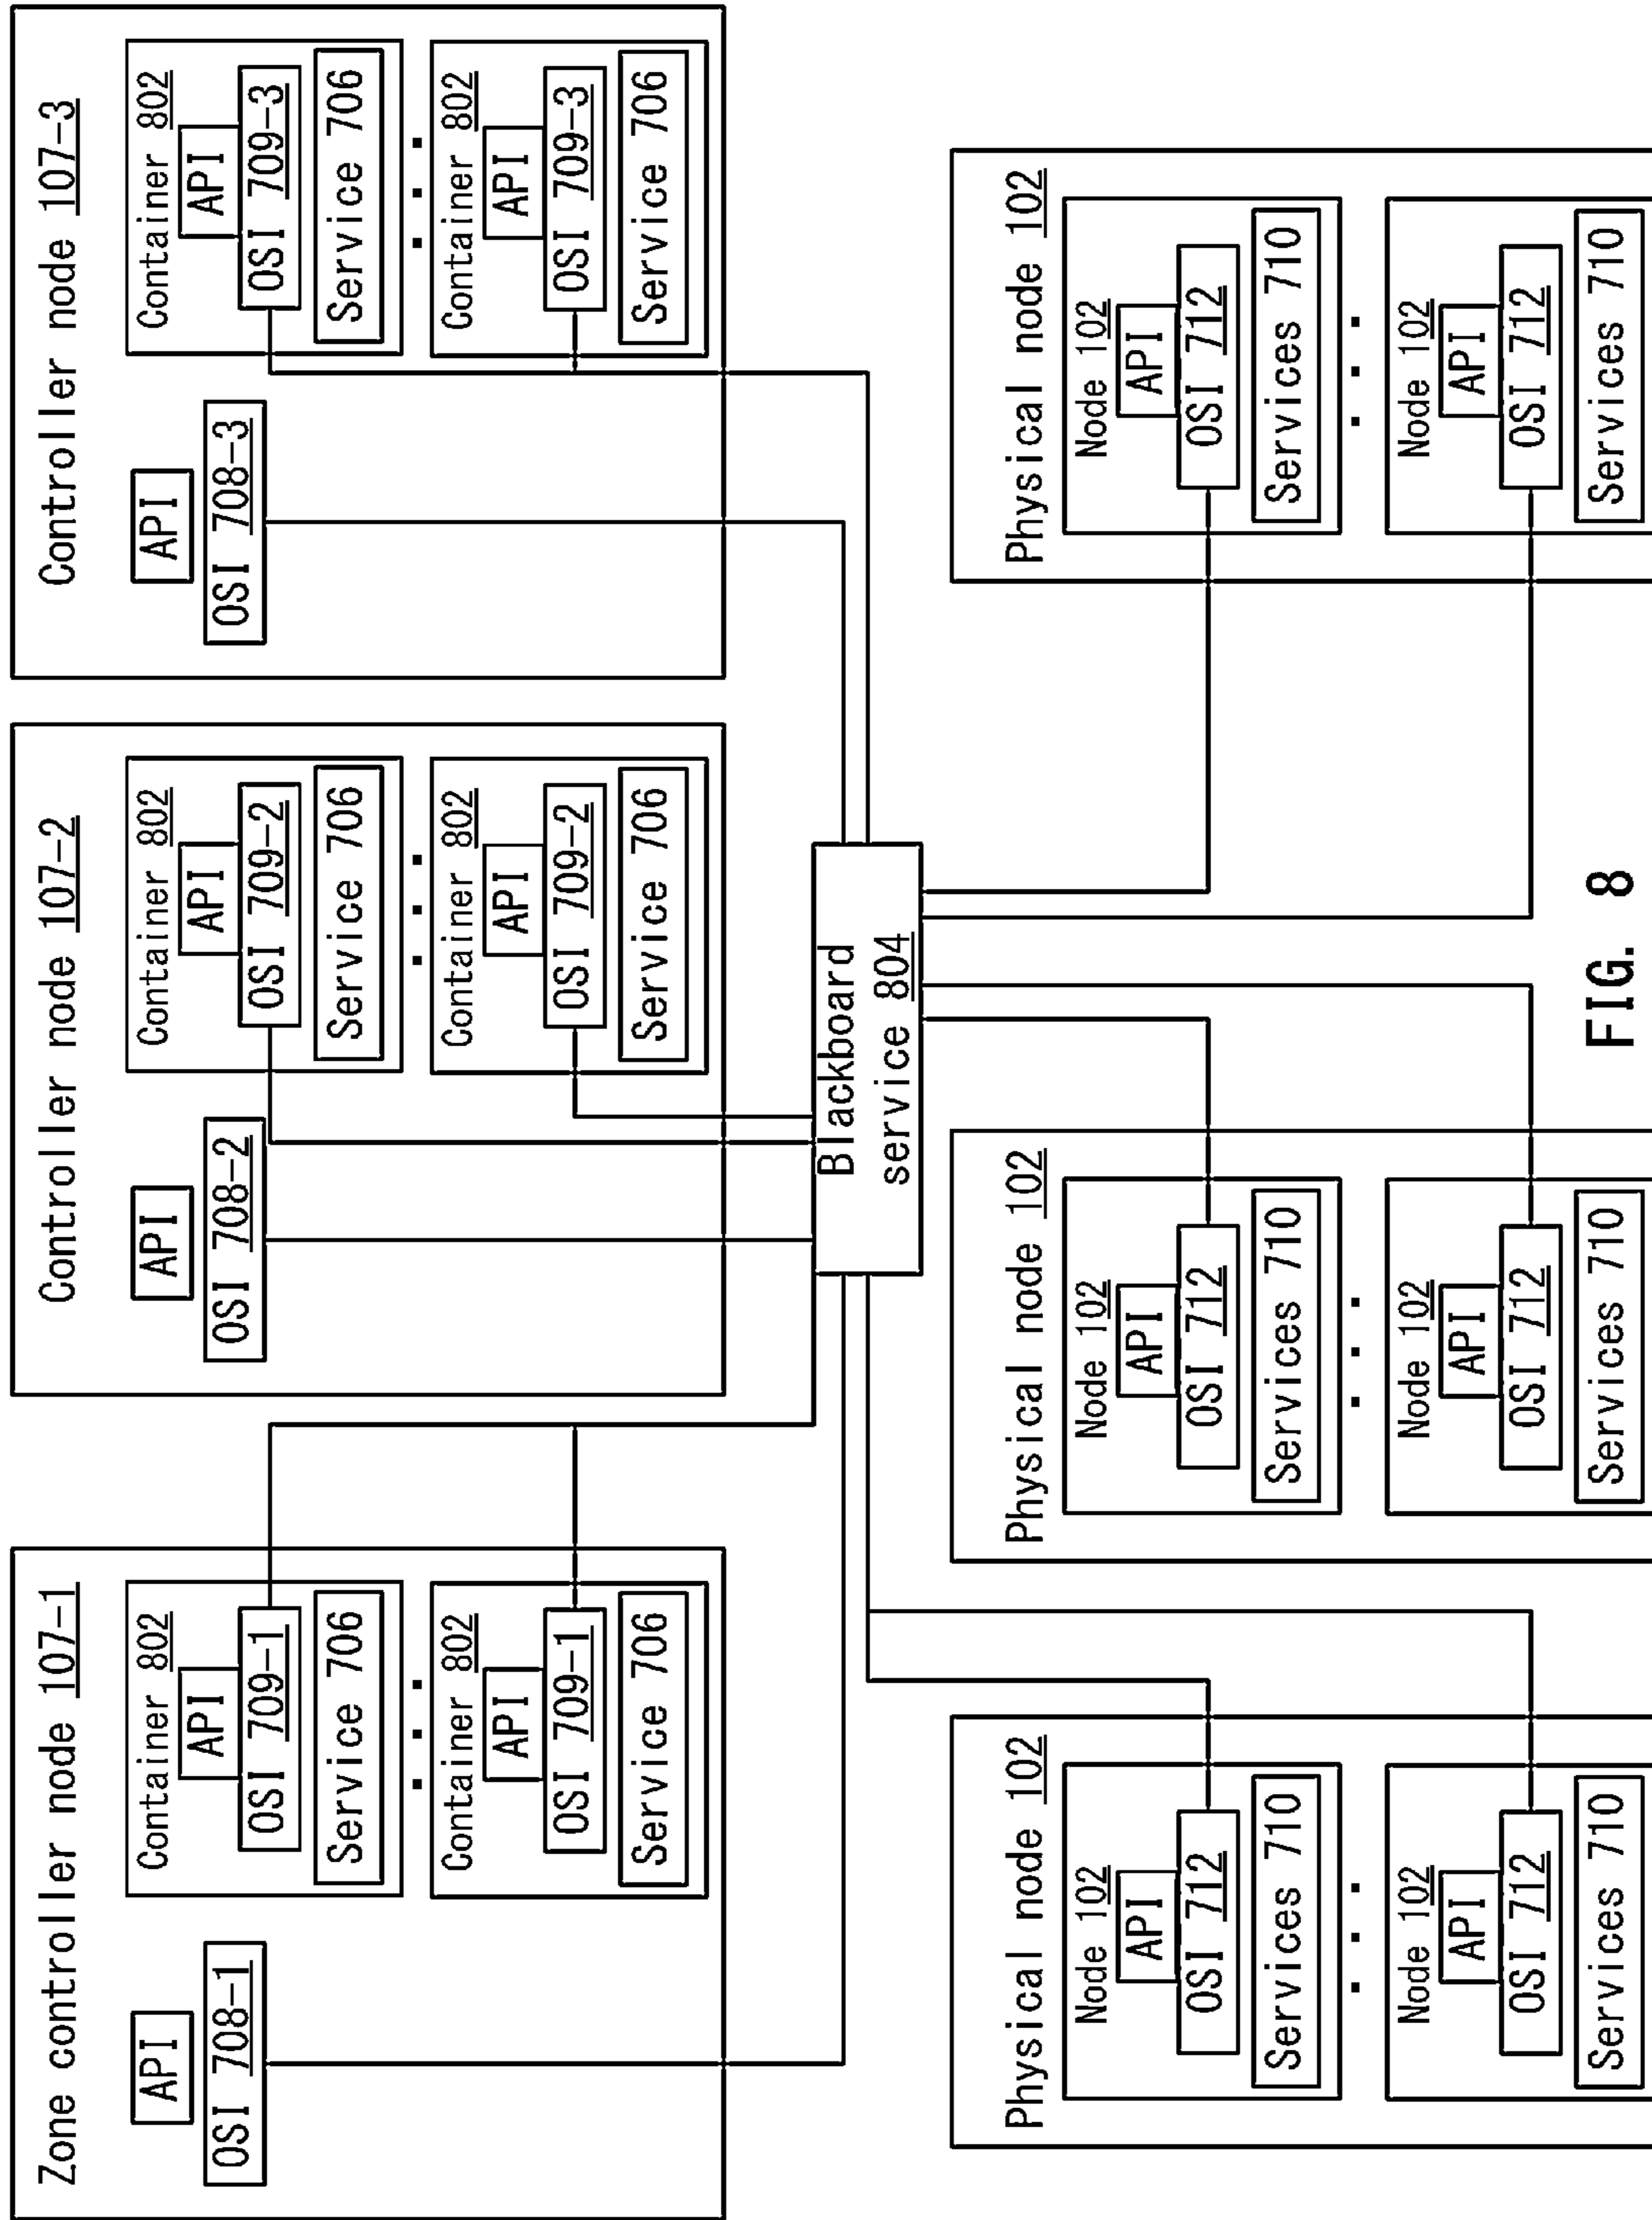 Zone controller node 107-1
API
OSI 708-1
Container 802
API
OSI 709-1
Service 706
. . .
Container 802
API
OSI 709-1
Service 706
Controller node 107-2
API
OSI 708-2
Container 802
API
OSI 709-2
Service 706
. . .
Container 802
API
OSI 709-2
Service 706
Controller node 107-3
API
OSI 708-3
Container 802
API
OSI 709-3
Service 706
. . .
Container 802
API
OSI 709-3
Service 706
Blackboard
service 804
Physical node 102
Node 102
API
OSI 712
Services 710
. . .
Node 102
API
OSI 712
Services 710
Physical node 102
Node 102
API
OSI 712
Services 710
. . .
Node 102
API
OSI 712
Services 710
Physical node 102
Node 102
API
OSI 712
Services 710
. . .
Node 102
API
OSI 712
Services 710
FIG. 8